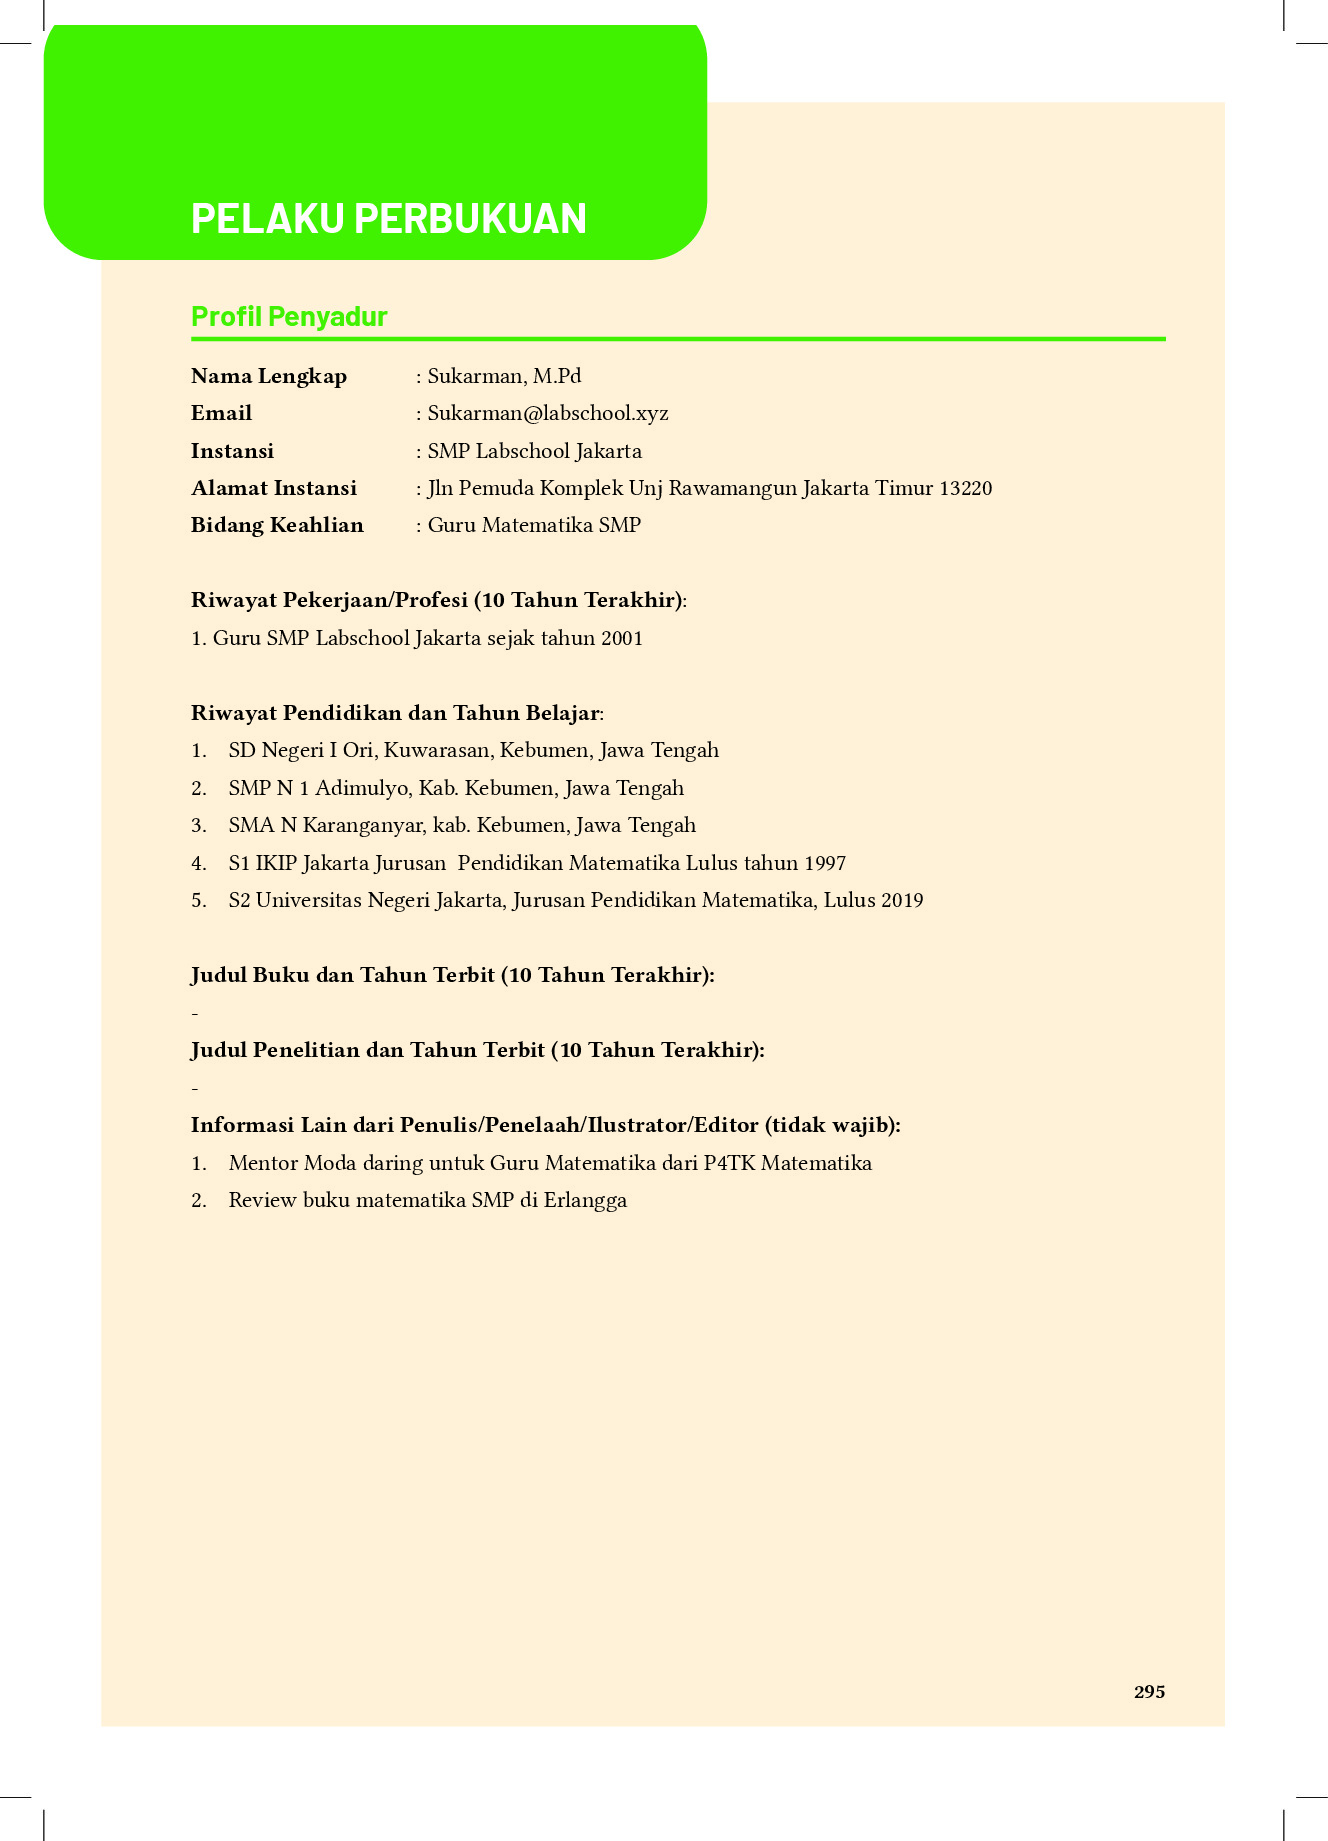 PELAKU PERBUKUAN
Profil Penyadur
Nama Lengkap : Sukarman, M.Pd
Email : Sukarman@labschool.xyz
Instansi : SMP Labschool Jakarta
Alamat Instansi : Jln Pemuda Komplek Unj Rawamangun Jakarta Timur 13220
Bidang Keahlian : Guru Matematika SMP
Riwayat Pekerjaan/Profesi (10 Tahun Terakhir):
1. Guru SMP Labschool Jakarta sejak tahun 2001
Riwayat Pendidikan dan Tahun Belajar:
1. SD Negeri I Ori, Kuwarasan, Kebumen, Jawa Tengah
2. SMP N 1 Adimulyo, Kab. Kebumen, Jawa Tengah
3. SMA N Karanganyar, kab. Kebumen, Jawa Tengah
4. S1 IKIP Jakarta Jurusan  Pendidikan Matematika Lulus tahun 1997
5. S2 Universitas Negeri Jakarta, Jurusan Pendidikan Matematika, Lulus 2019
Judul Buku dan Tahun Terbit (10 Tahun Terakhir):
-
Judul Penelitian dan Tahun Terbit (10 Tahun Terakhir):
-
Informasi Lain dari Penulis/Penelaah/Ilustrator/Editor (tidak wajib):
1. Mentor Moda daring untuk Guru Matematika dari P4TK Matematika
2. Review buku matematika SMP di Erlangga
295